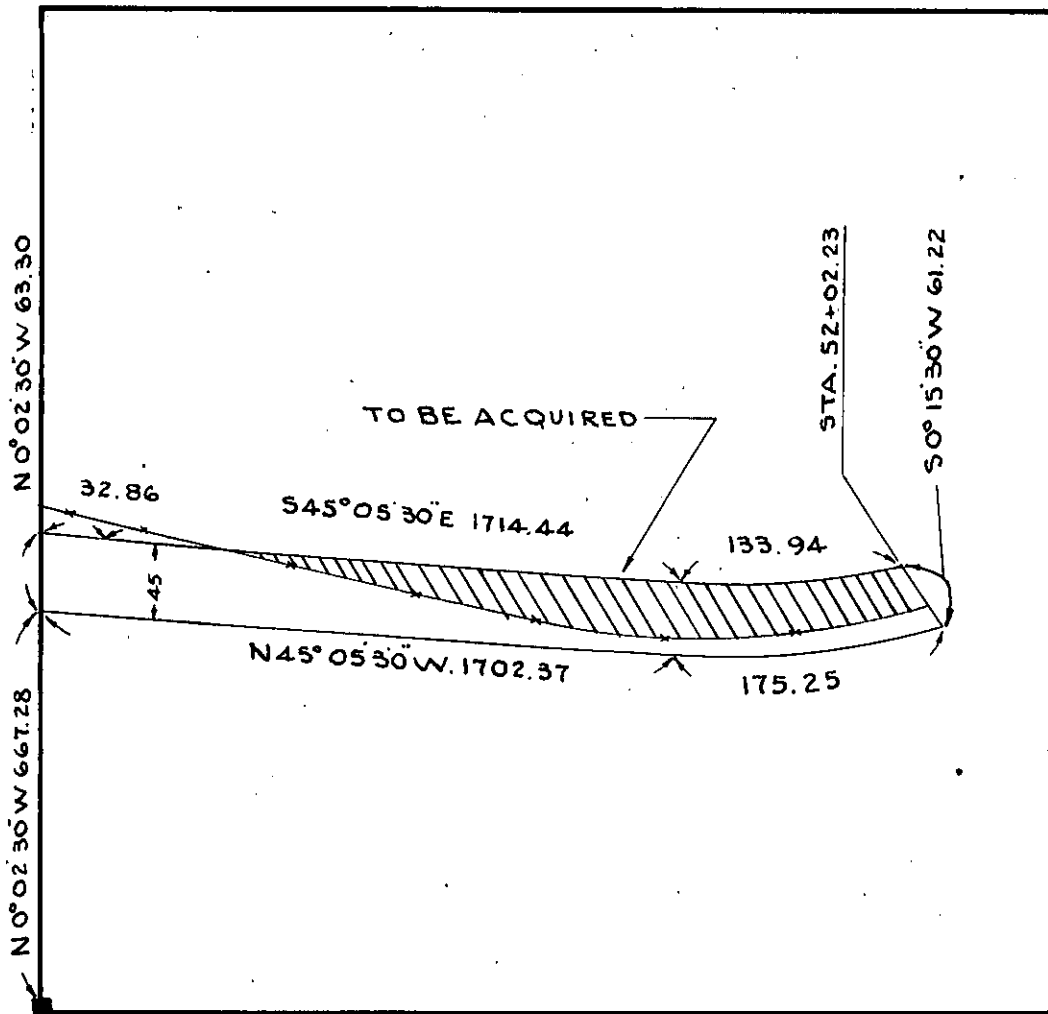 N 0° 02' 30" W 63.30
STA. 52+02.23
S 0° 15' 30" W 61.22
TO BE ACQUIRED
32.86
S45° 05' 30" E 1714.44
133.94
45
N45° 05' 30" W. 1702.37
175.25
N 0° 02' 30" W 667.28